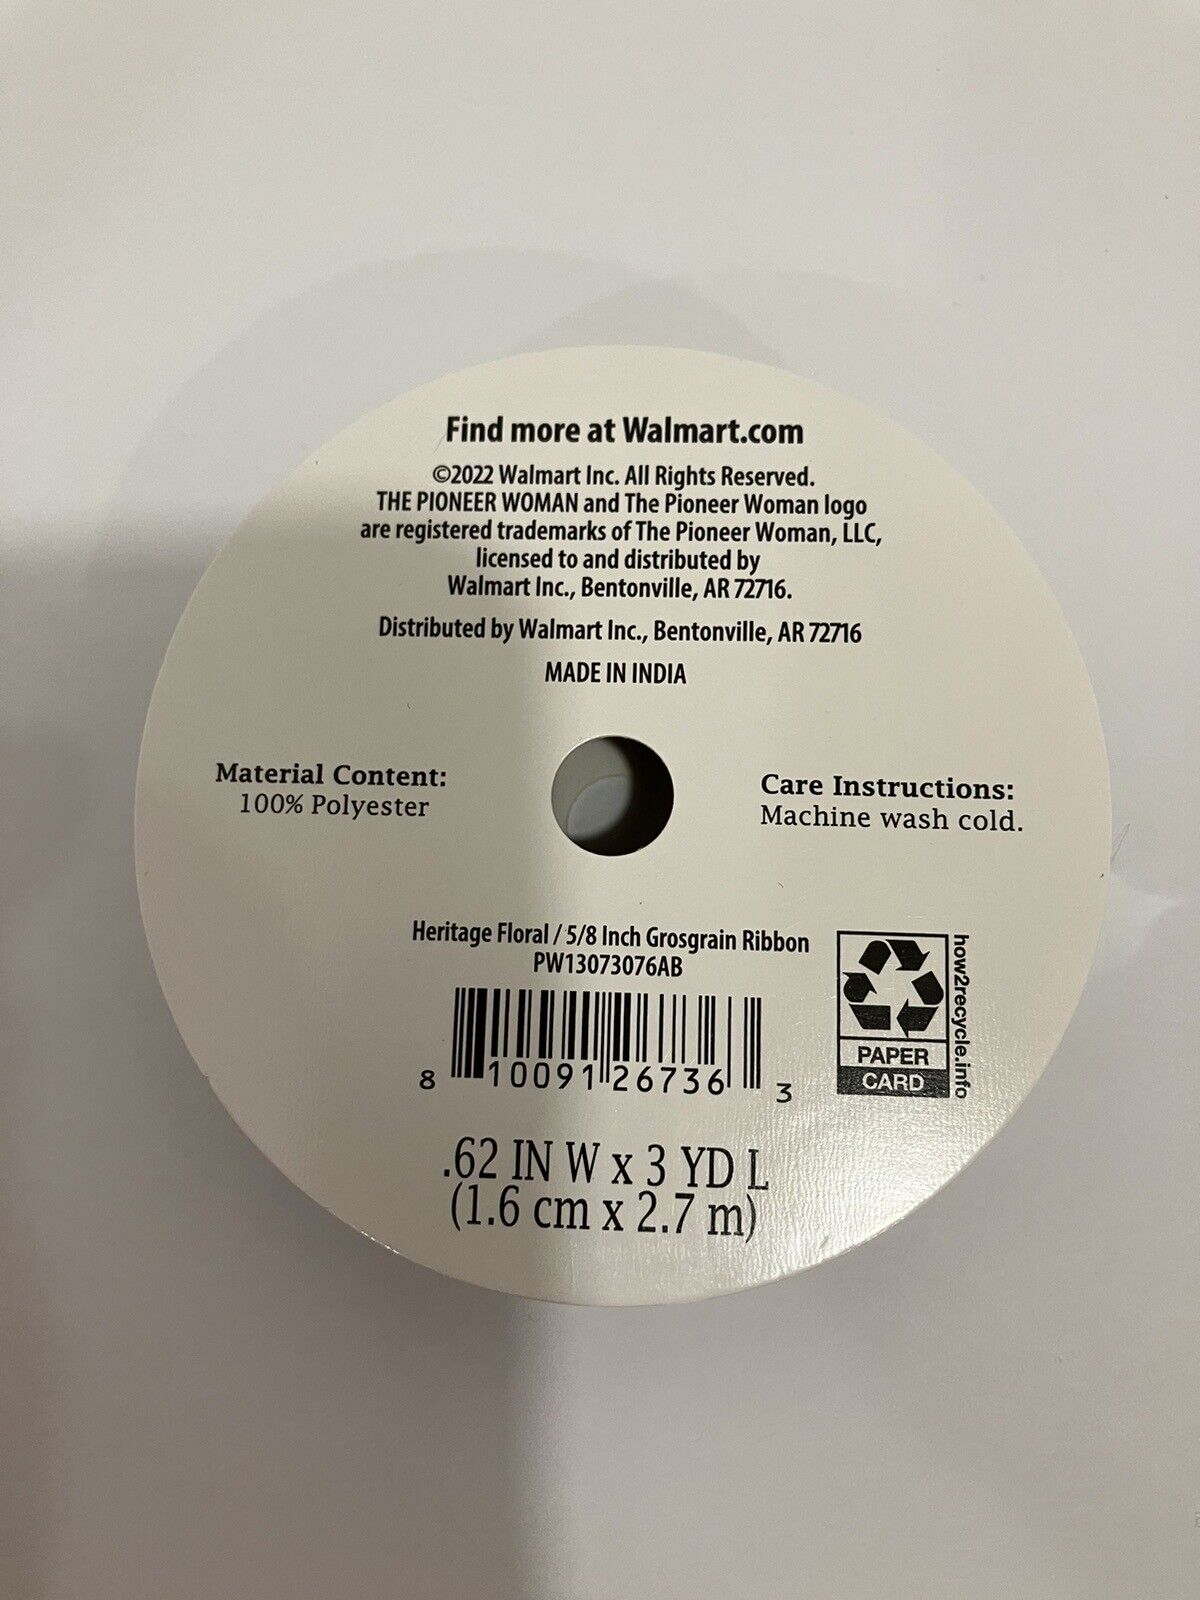 Find more at Walmart.com
©2022 Walmart Inc. All Rights Reserved.
THE PIONEER WOMAN and The Pioneer Woman logo
are registered trademarks of The Pioneer Woman, LLC,
licensed to and distributed by
Walmart Inc., Bentonville, AR 72716.
Distributed by Walmart Inc., Bentonville, AR 72716
MADE IN INDIA
Material Content:
100% Polyester
Care Instructions:
Machine wash cold.
Heritage Floral / 5/8 Inch Grosgrain Ribbon
PW13073076AB
8 10091 26736 3
how2recycle.info
PAPER
CARD
.62 IN W x 3 YD L
(1.6 cm x 2.7 m)